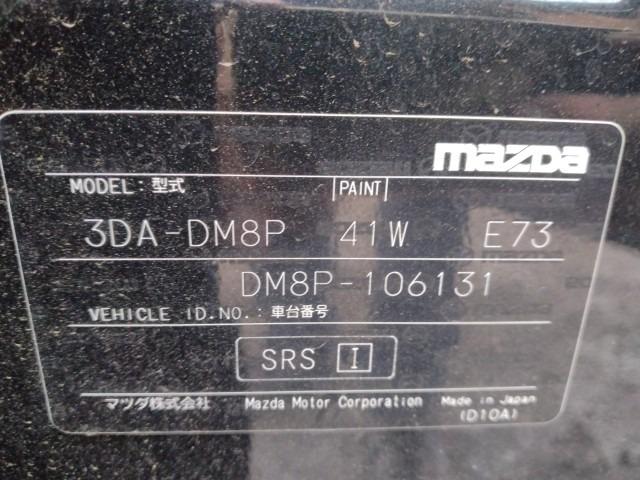 mazda
MODEL: 型式 PAINT
3DA-DM8P 41W E73
DM8P-106131
VEHICLE ID.NO.: 車台番号
SRS I
マツダ株式会社 Mazda Motor Corporation Made in Japan
(D10A)